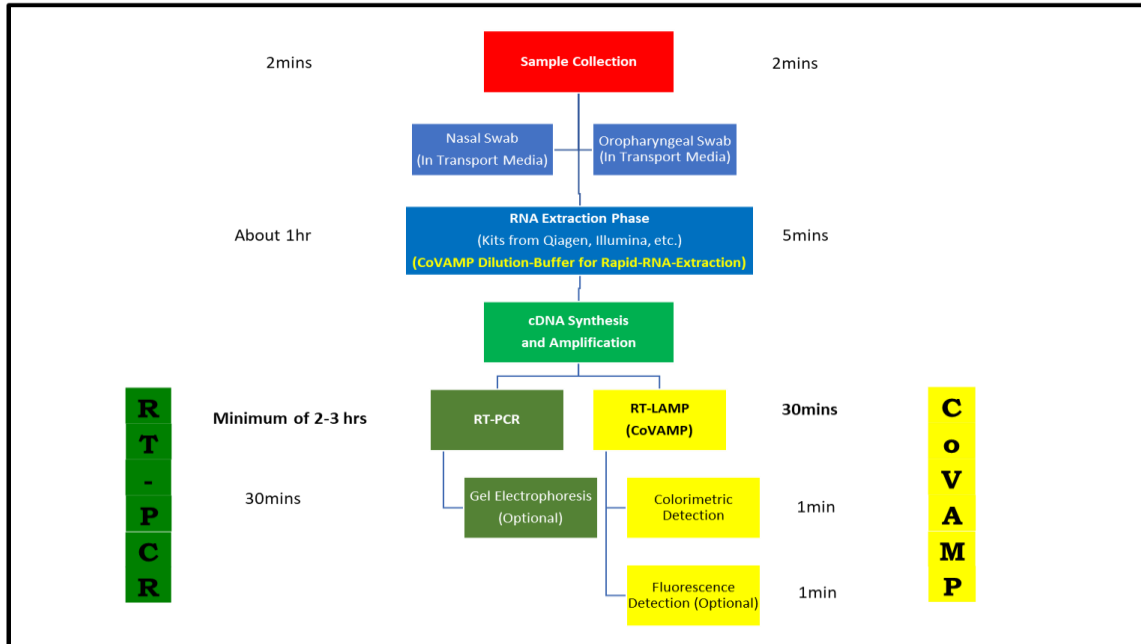 2mins
Sample Collection
2mins
Nasal Swab
(In Transport Media)
Oropharyngeal Swab
(In Transport Media)
About 1hr
RNA Extraction Phase
(Kits from Qiagen, Illumina, etc.)
(CoVAMP Dilution-Buffer for Rapid-RNA-Extraction)
5mins
cDNA Synthesis
and Amplification
RT-PCR
Minimum of 2-3 hrs
RT-PCR
RT-LAMP
(CoVAMP)
30mins
CoVAMP
30mins
Gel Electrophoresis
(Optional)
Colorimetric
Detection
1min
Fluorescence
Detection (Optional)
1min